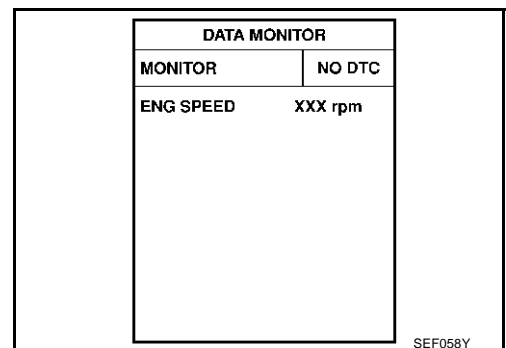 DATA MONITOR
MONITOR NO DTC
ENG SPEED XXX rpm
SEF058Y